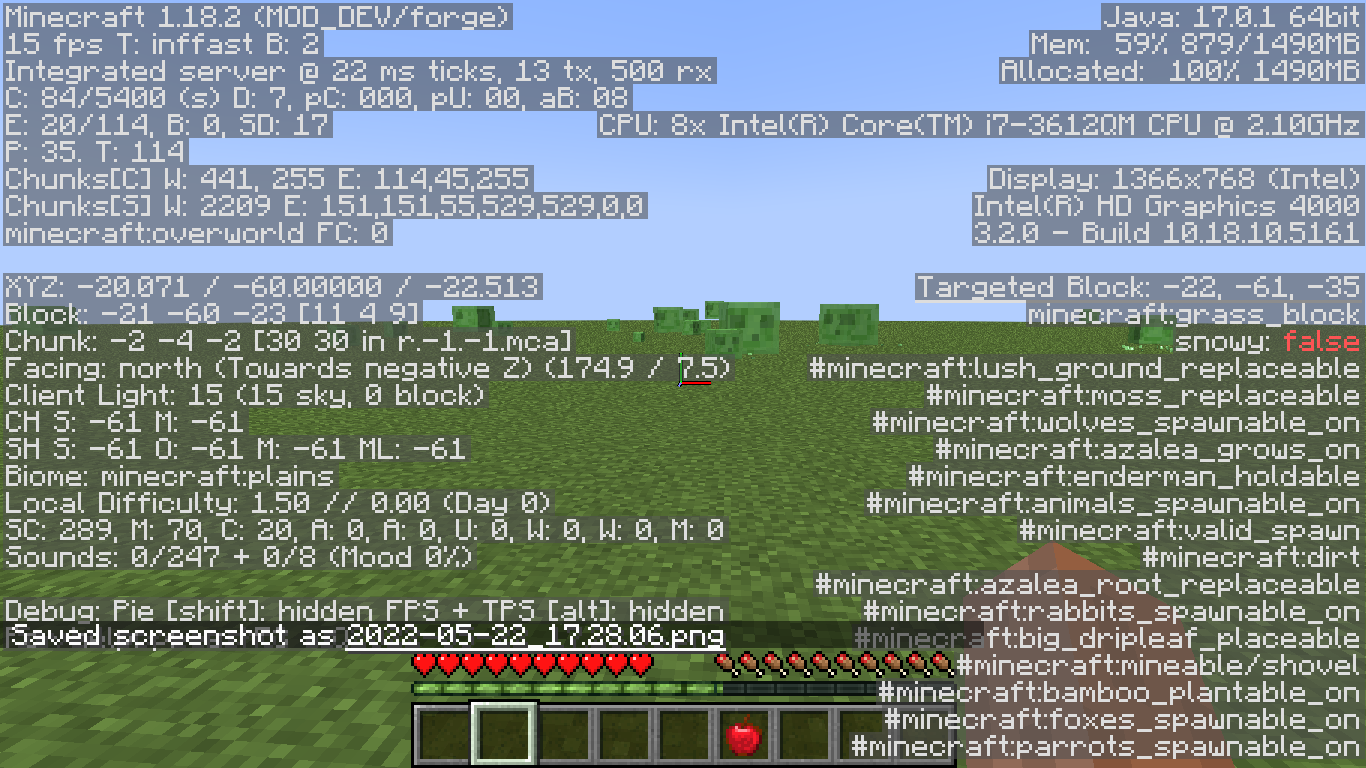 Minecraft 1.18.2 (MOD_DEV/forge)
15 fps T: inffast B: 2
Integrated server @ 22 ms ticks, 13 tx, 500 rx
C: 84/5400 (s) D: 7, pC: 000, pU: 00, aB: 08
E: 20/114, B: 0, SD: 17
P: 35. T: 114
Chunks[C] W: 441, 255 E: 114,45,255
Chunks[S] W: 2209 E: 151,151,55,529,529,0,0
minecraft:overworld FC: 0
XYZ: -20.071 / -60.00000 / -22.513
Block: -21 -60 -23 [11 4 9]
Chunk: -2 -4 -2 [30 30 in r.-1.-1.mca]
Facing: north (Towards negative Z) (174.9 / 7.5)
Client Light: 15 (15 sky, 0 block)
CH S: -61 M: -61
SH S: -61 O: -61 M: -61 ML: -61
Biome: minecraft:plains
Local Difficulty: 1.50 // 0.00 (Day 0)
SC: 289, M: 70, C: 20, A: 0, A: 0, U: 0, W: 0, W: 0, M: 0
Sounds: 0/247 + 0/8 (Mood 0%)
Debug: Pie [shift]: hidden FPS + TPS [alt]: hidden
Saved screenshot as 2022-05-22_17.28.06.png
Java: 17.0.1 64bit
Mem: 59% 879/1490MB
Allocated: 100% 1490MB
CPU: 8x Intel(R) Core(TM) i7-3612QM CPU @ 2.10GHz
Display: 1366x768 (Intel)
Intel(R) HD Graphics 4000
3.2.0 - Build 10.18.10.5161
Targeted Block: -22, -61, -35
minecraft:grass_block
snowy: false
#minecraft:lush_ground_replaceable
#minecraft:moss_replaceable
#minecraft:wolves_spawnable_on
#minecraft:azalea_grows_on
#minecraft:enderman_holdable
#minecraft:animals_spawnable_on
#minecraft:valid_spawn
#minecraft:dirt
#minecraft:azalea_root_replaceable
#minecraft:rabbits_spawnable_on
#minecraft:big_dripleaf_placeable
#minecraft:mineable/shovel
#minecraft:bamboo_plantable_on
#minecraft:foxes_spawnable_on
#minecraft:parrots_spawnable_on